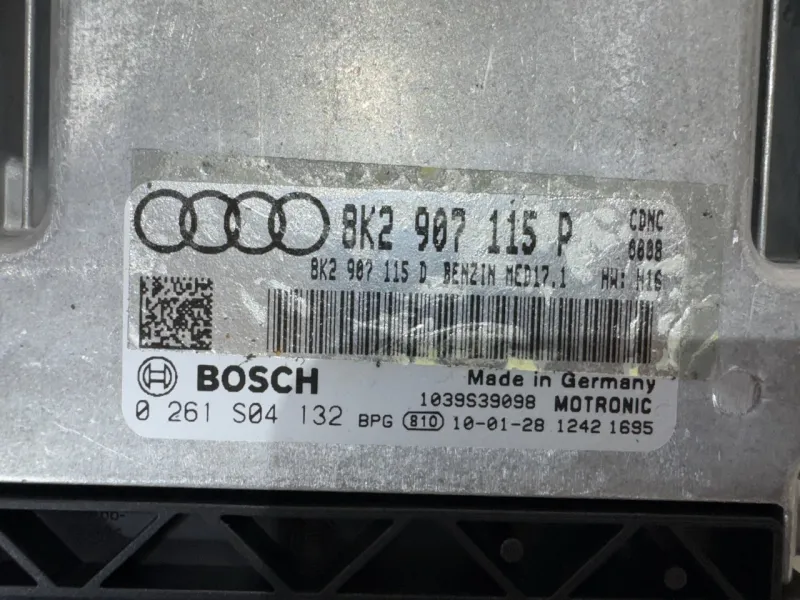 8K2 907 115 P
CDNC
0008
8K2 907 115 D BENZIN MED17.1 HW: H16
BOSCH
Made in Germany
1039S39098 MOTRONIC
0 261 S04 132 BPG 810 10-01-28 1242 1695